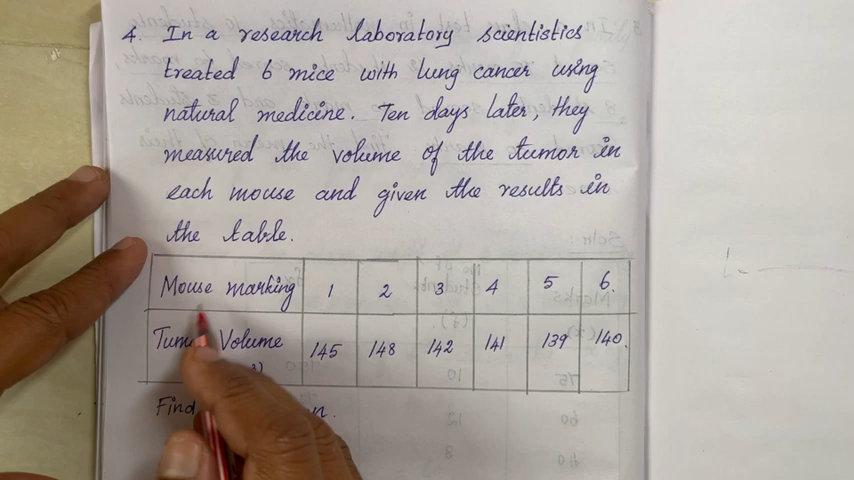 4. In a research laboratory scientistics
treated 6 mice with lung cancer using
natural medicine. Ten days later, they
measured the volume of the tumor in
each mouse and given the results in
the table.
Mouse marking 1 2 3 4 5 6.
Volume 145 148 142 141 139 140.
Find